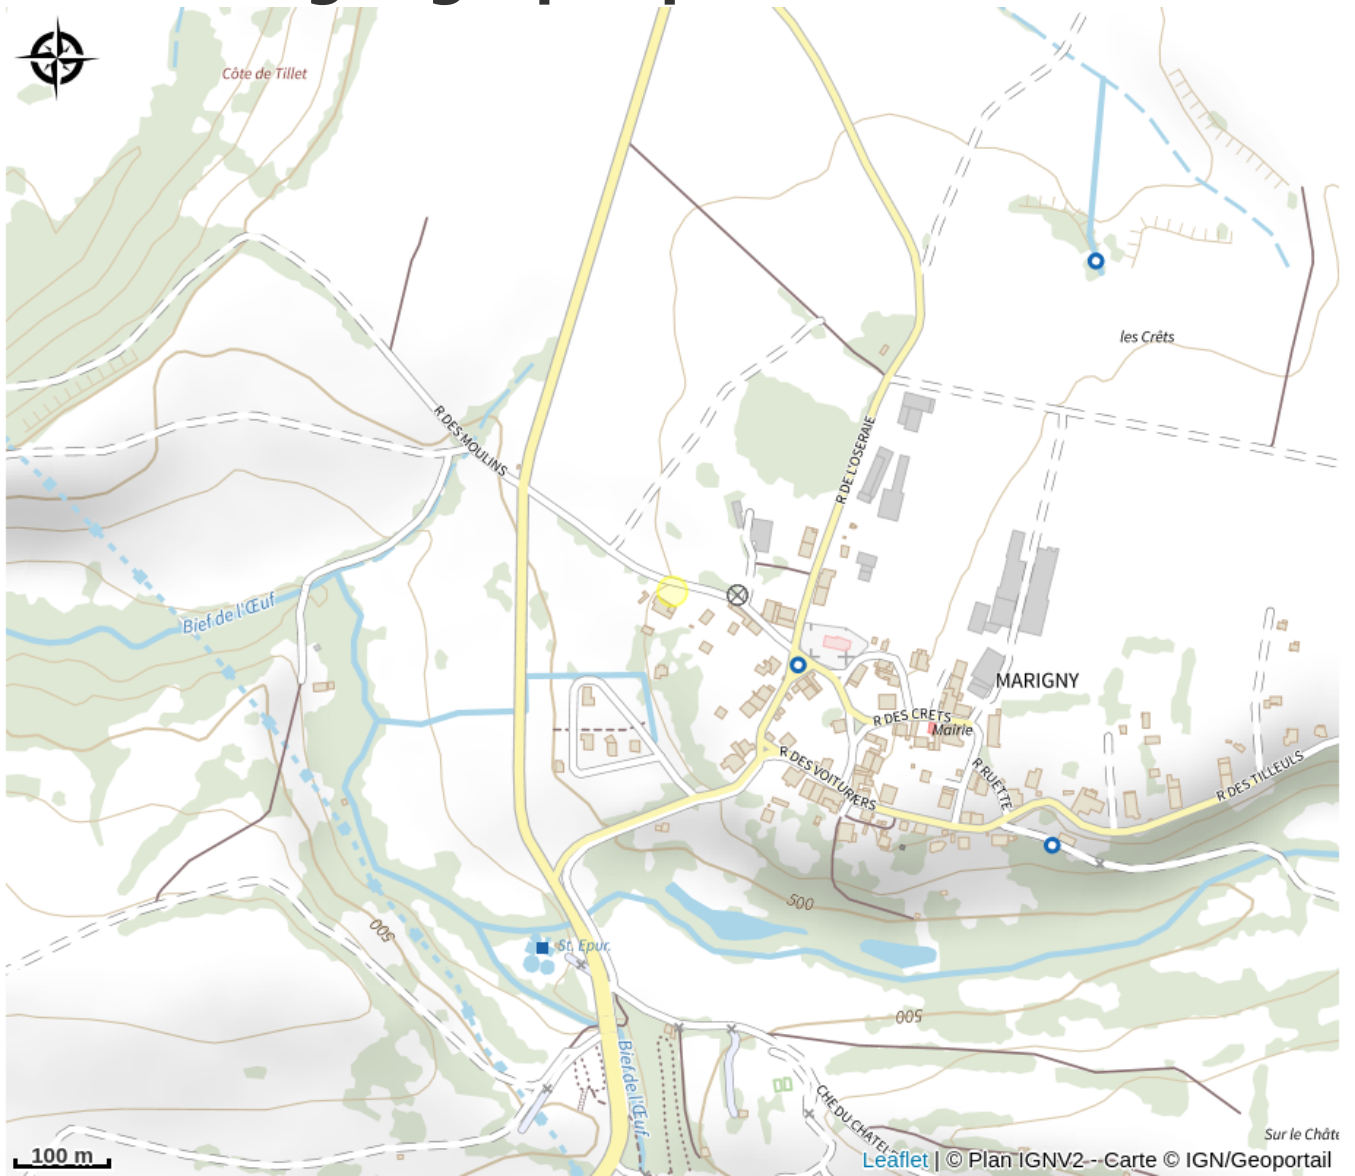 Côte de Tillet
les Crêts
R DES MOULINS
R DE L'OSERAIE
Bief de l'Œuf
MARIGNY
R DES CRETS
Mairie
R DES VOITURIERS
R RUETTE
R DES TILLEULS
500
500
St. Epur.
500
Bief de l'Œuf
CHE DU CHATEL
Sur le Châte
100 m
Leaflet | © Plan IGNV2 - Carte © IGN/Geoportail